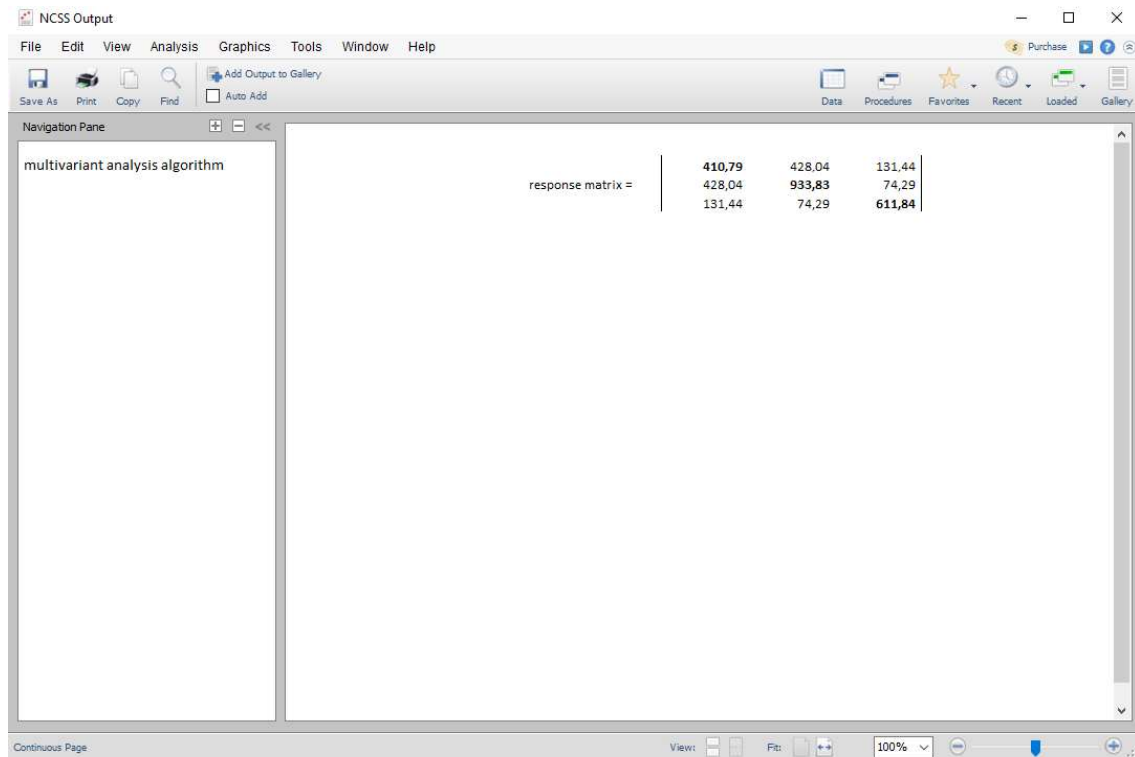 NCSS Output
File Edit View Analysis Graphics Tools Window Help
S Purchase
Save As Print Copy Find Add Output to Gallery
Auto Add
Data Procedures Favorites Recent Loaded Gallery
Navigation Pane <<
multivariant analysis algorithm
410,79 428,04 131,44
response matrix = 428,04 933,83 74,29
131,44 74,29 611,84
Continuous Page View: Fit: 100%